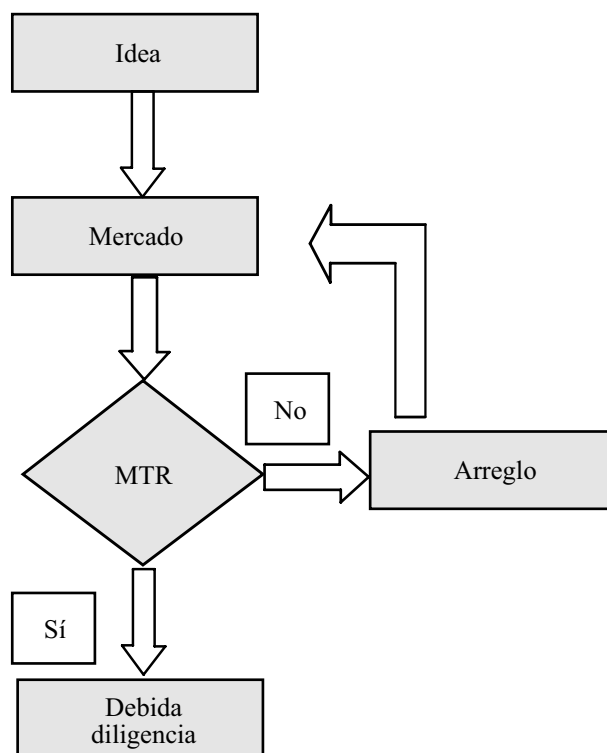 Idea
Mercado
No
MTR
Arreglo
Sí
Debida
diligencia